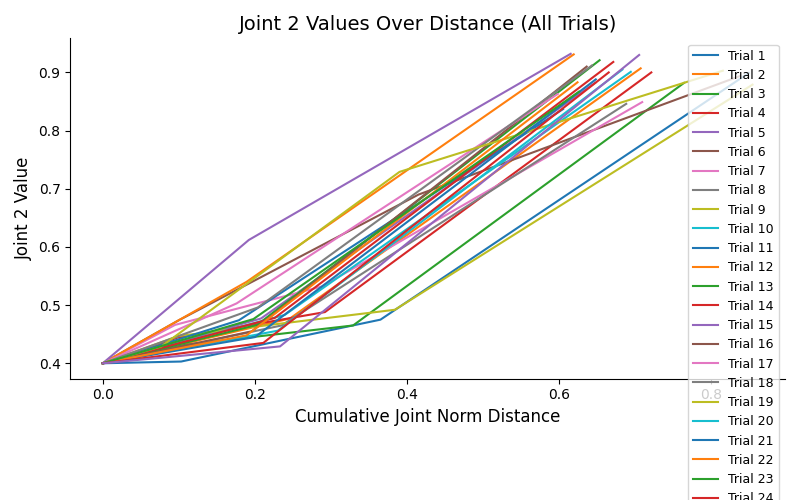 Joint 2 Values Over Distance (All Trials)
Joint 2 Value
0.9
0.8
0.7
0.6
0.5
0.4
0.0
0.2
0.4
0.6
0.8
Cumulative Joint Norm Distance
Trial 1
Trial 2
Trial 3
Trial 4
Trial 5
Trial 6
Trial 7
Trial 8
Trial 9
Trial 10
Trial 11
Trial 12
Trial 13
Trial 14
Trial 15
Trial 16
Trial 17
Trial 18
Trial 19
Trial 20
Trial 21
Trial 22
Trial 23
Trial 24